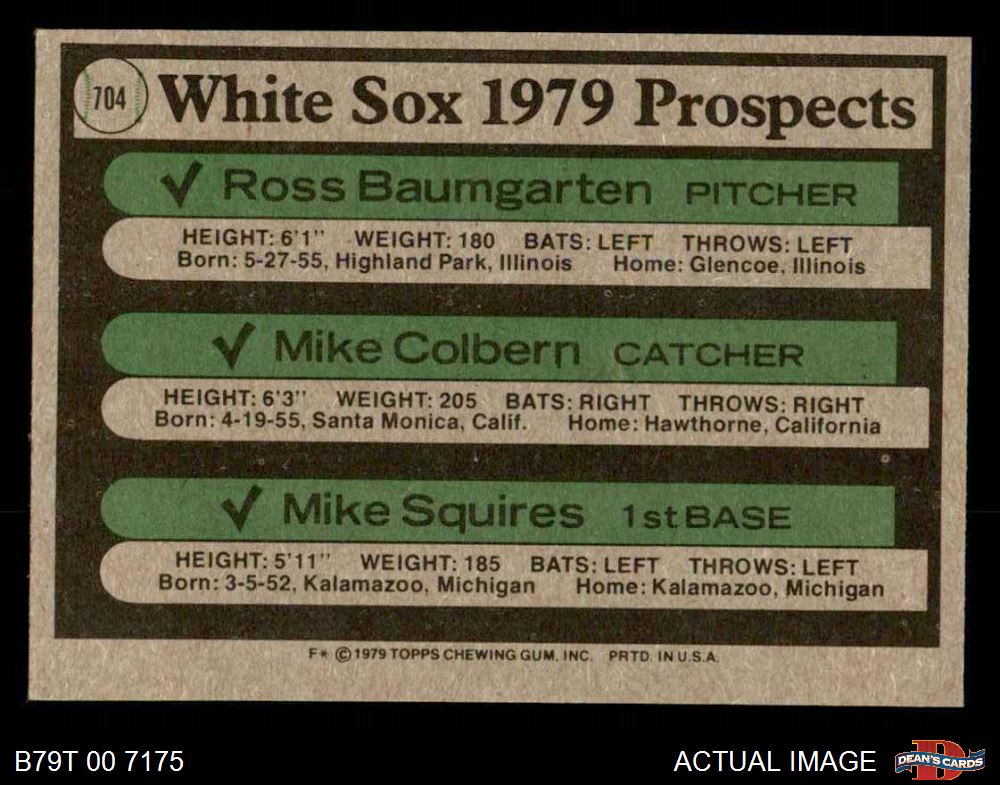 704
White Sox 1979 Prospects
✓ Ross Baumgarten PITCHER
HEIGHT: 6'1" WEIGHT: 180 BATS: LEFT THROWS: LEFT
Born: 5-27-55, Highland Park, Illinois Home: Glencoe, Illinois
✓ Mike Colbern CATCHER
HEIGHT: 6'3" WEIGHT: 205 BATS: RIGHT THROWS: RIGHT
Born: 4-19-55, Santa Monica, Calif. Home: Hawthorne, California
✓ Mike Squires 1st BASE
HEIGHT: 5'11" WEIGHT: 185 BATS: LEFT THROWS: LEFT
Born: 3-5-52, Kalamazoo, Michigan Home: Kalamazoo, Michigan
F* © 1979 TOPPS CHEWING GUM, INC. PRTD. IN U.S.A.
B79T 00 7175
ACTUAL IMAGE
D
DEAN'S CARDS